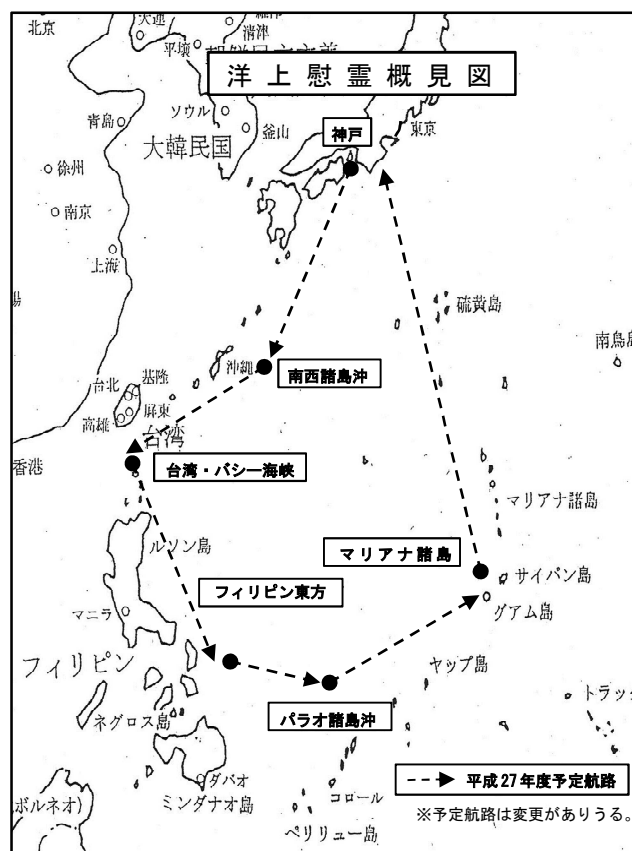 北京
大連
清津
平壌
洋上慰霊概見図
ソウル
青島
釜山
大韓民国
神戸
東京
徐州
南京
上海
硫黄島
南鳥島
沖縄
南西諸島沖
台北
基隆
高雄
屏東
台湾
香港
台湾・バシー海峡
マリアナ諸島
ルソン島
マリアナ諸島
サイパン島
グアム島
フィリピン東方
マニラ
フィリピン
ヤップ島
トラック
ネグロス島
パラオ諸島沖
ダバオ
ミンダナオ島
コロール
ペリリュー島
ボルネオ)
平成27年度予定航路
※予定航路は変更がありうる。